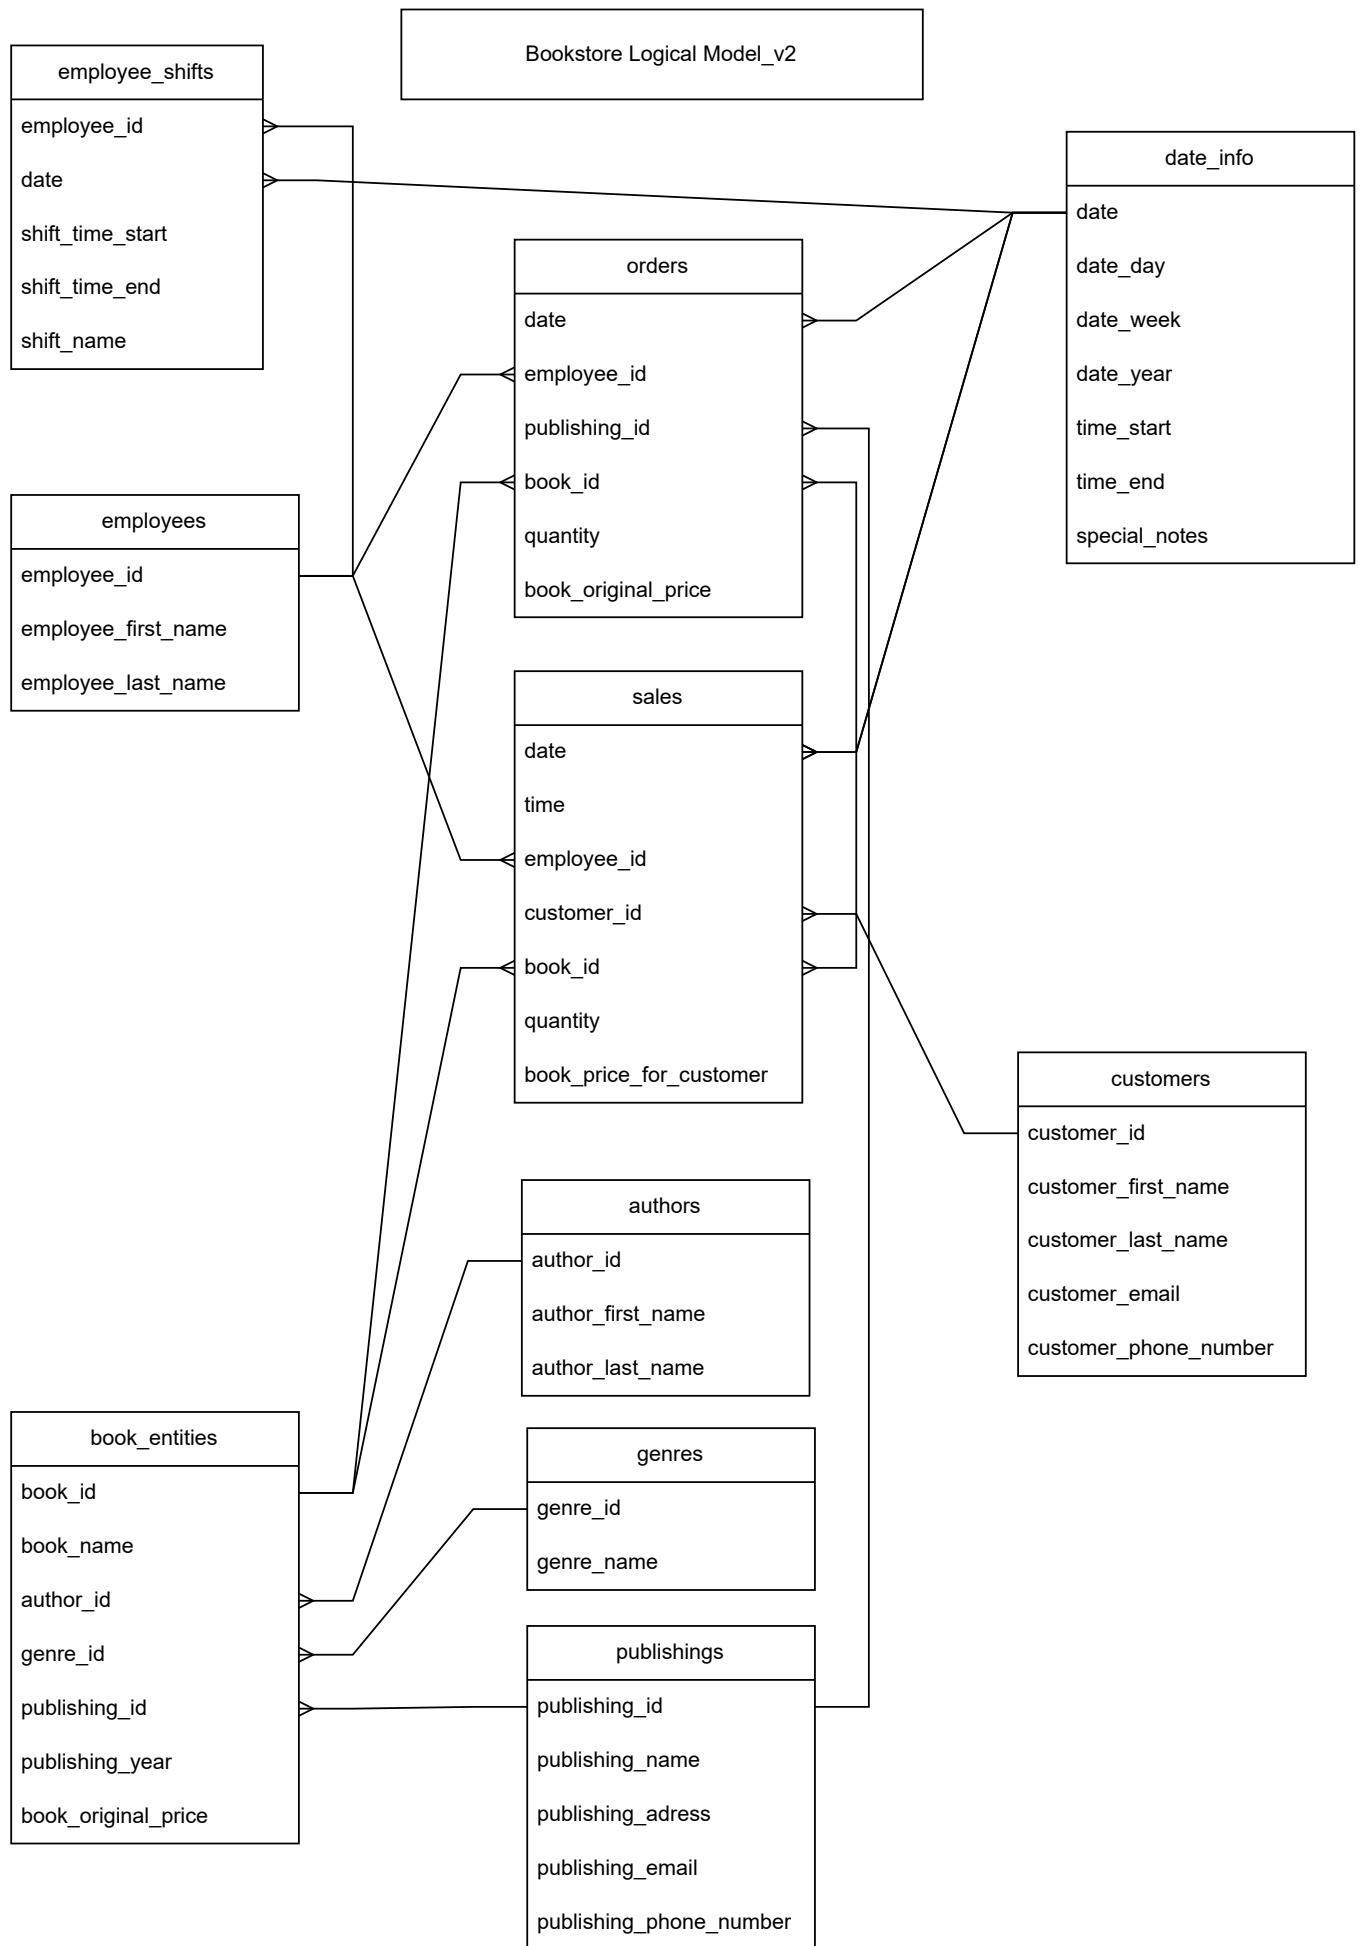 Bookstore Logical Model_v2
employee_shifts
employee_id
date
shift_time_start
shift_time_end
shift_name
date_info
date
date_day
date_week
date_year
time_start
time_end
special_notes
orders
date
employee_id
publishing_id
book_id
quantity
book_original_price
employees
employee_id
employee_first_name
employee_last_name
sales
date
time
employee_id
customer_id
book_id
quantity
book_price_for_customer
customers
customer_id
customer_first_name
customer_last_name
customer_email
customer_phone_number
authors
author_id
author_first_name
author_last_name
book_entities
book_id
book_name
author_id
genre_id
publishing_id
publishing_year
book_original_price
genres
genre_id
genre_name
publishings
publishing_id
publishing_name
publishing_adress
publishing_email
publishing_phone_number